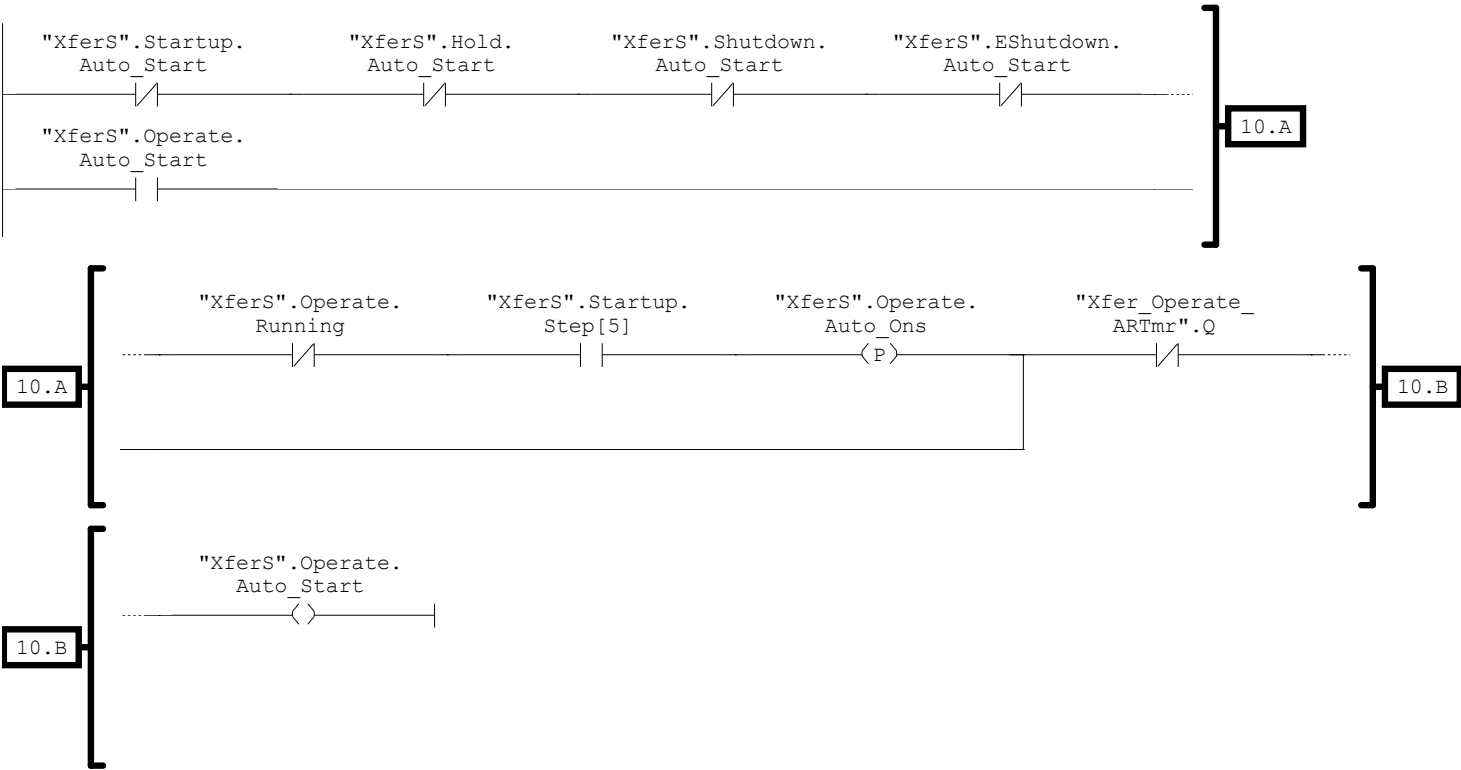 "XferS".Startup.
Auto_Start
"XferS".Hold.
Auto_Start
"XferS".Shutdown.
Auto_Start
"XferS".EShutdown.
Auto_Start
"XferS".Operate.
Auto_Start
10.A
10.A
"XferS".Operate.
Running
"XferS".Startup.
Step[5]
"XferS".Operate.
Auto_Ons
P
"Xfer_Operate_
ARTmr".Q
10.B
10.B
"XferS".Operate.
Auto_Start